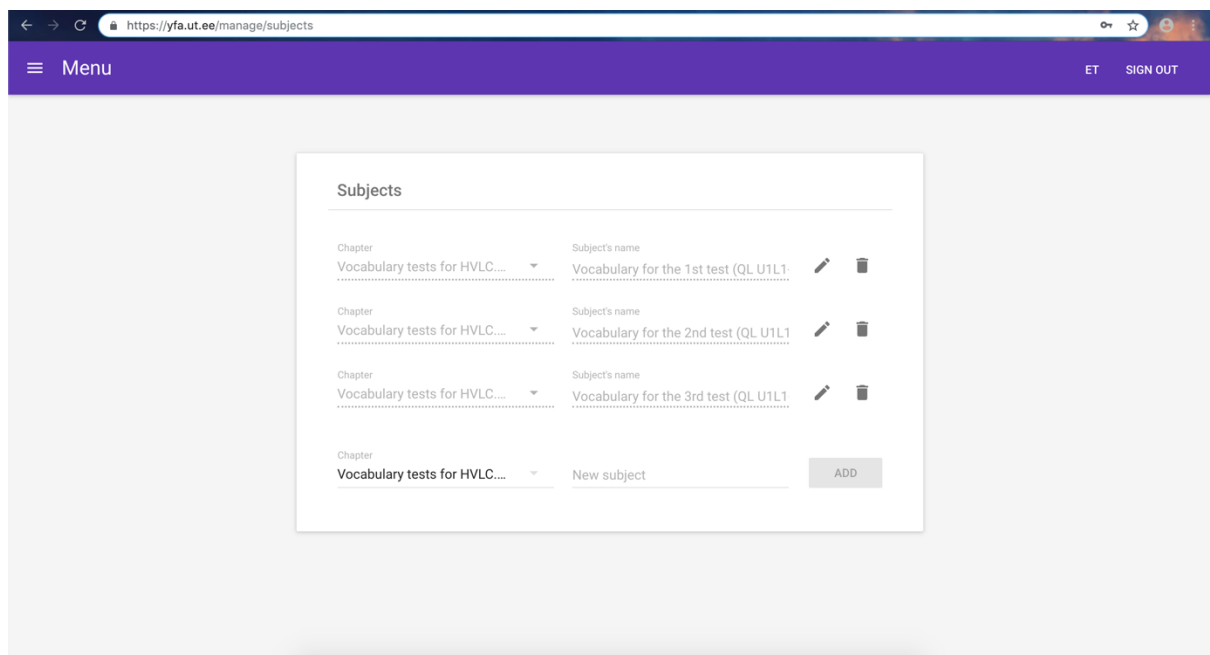 https://yfa.ut.ee/manage/subjects
Menu
ET SIGN OUT
Subjects
Chapter Subject's name
Vocabulary tests for HVLC.... Vocabulary for the 1st test (QL U1L1-
Chapter Subject's name
Vocabulary tests for HVLC.... Vocabulary for the 2nd test (QL U1L1
Chapter Subject's name
Vocabulary tests for HVLC.... Vocabulary for the 3rd test (QL U1L1
Chapter
Vocabulary tests for HVLC.... New subject ADD